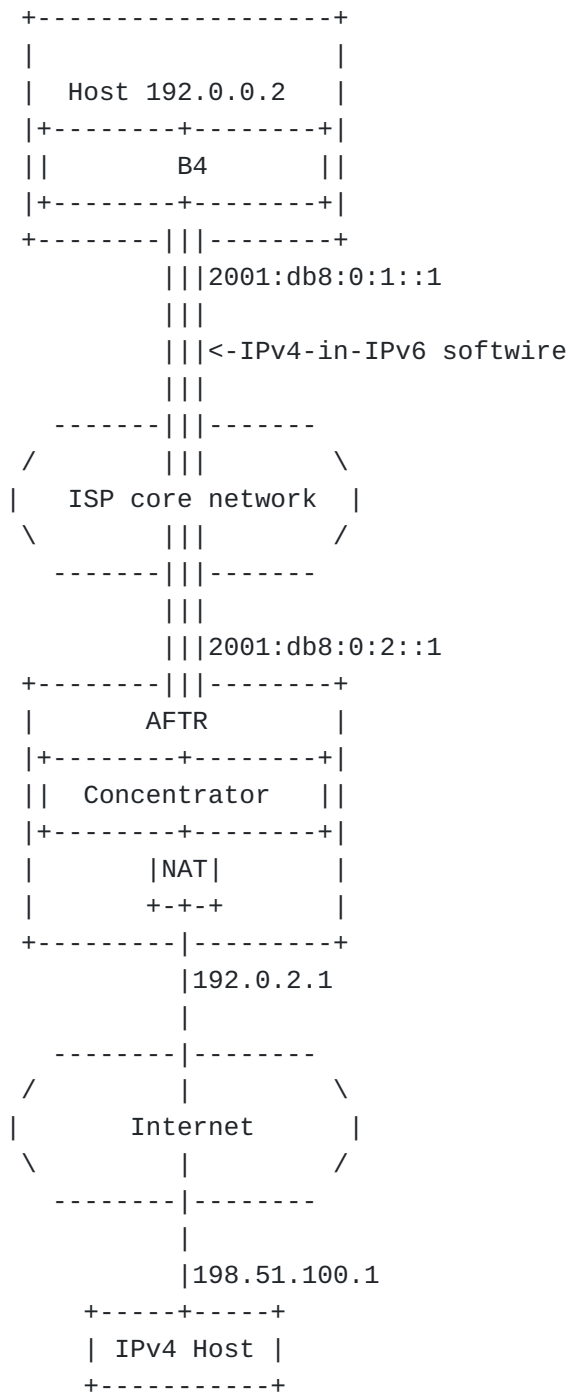 Host 192.0.0.2
B4
2001:db8:0:1::1
<-IPv4-in-IPv6 softwire
ISP core network
2001:db8:0:2::1
AFTR
Concentrator
NAT
192.0.2.1
Internet
198.51.100.1
IPv4 Host